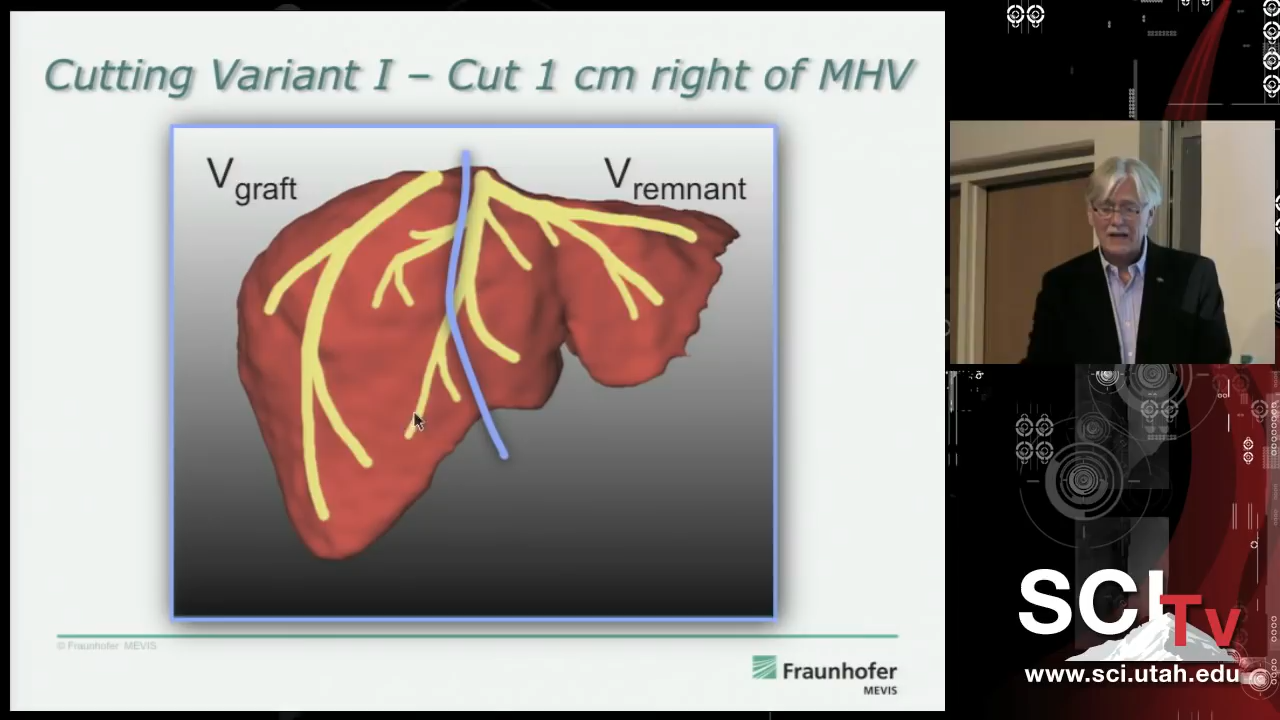 Cutting Variant I – Cut 1 cm right of MHV
Vgraft
Vremnant
© Fraunhofer MEVIS
Fraunhofer
MEVIS
SCI Tv
www.sci.utah.edu